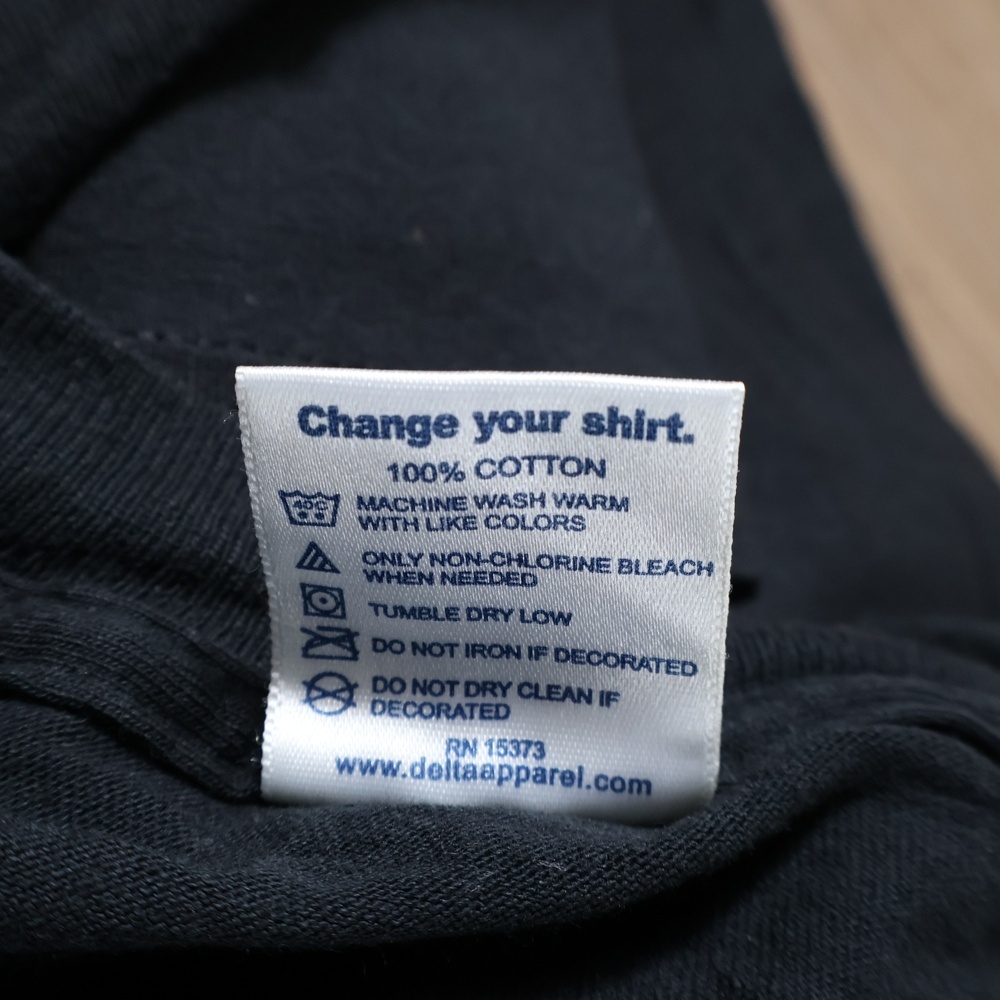 Change your shirt.
100% COTTON
40C
MACHINE WASH WARM
WITH LIKE COLORS
ONLY NON-CHLORINE BLEACH
WHEN NEEDED
TUMBLE DRY LOW
DO NOT IRON IF DECORATED
DO NOT DRY CLEAN IF
DECORATED
RN 15373
www.deltaapparel.com